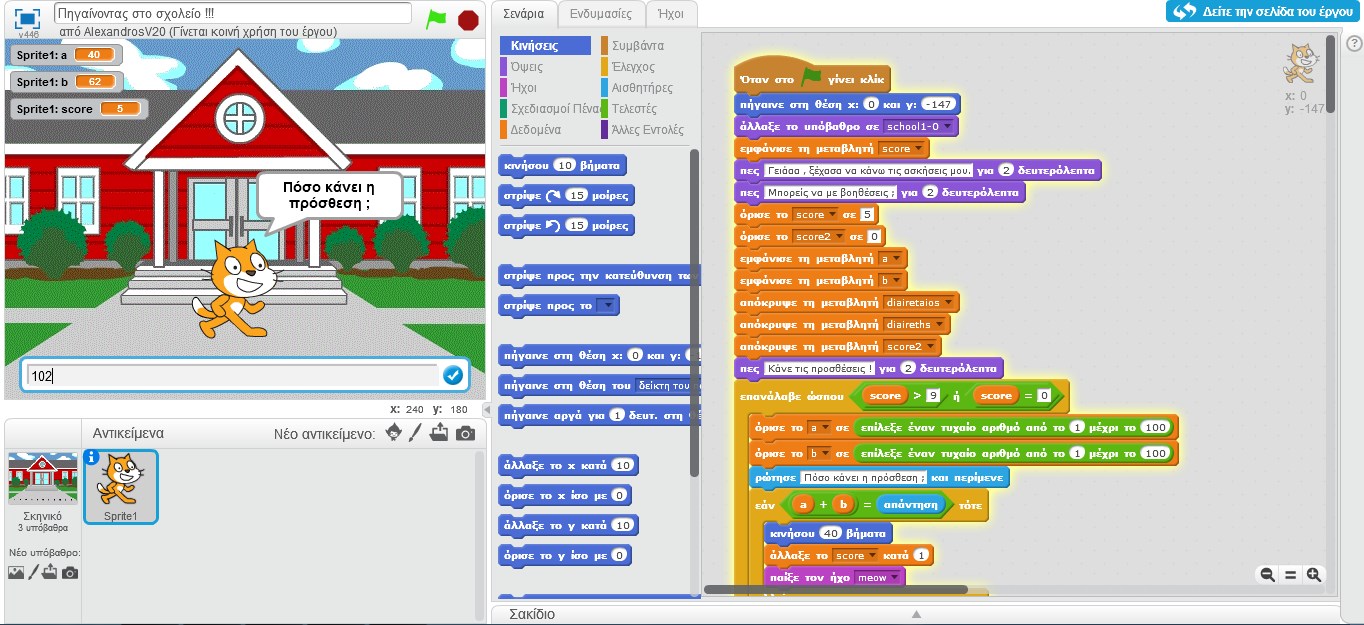 Πηγαίνοντας στο σχολείο !!!
v446
από AlexandrosV20 (Γίνεται κοινή χρήση του έργου)
Sprite1: a 40
Sprite1: b 62
Sprite1: score 5
Πόσο κάνει η
πρόσθεση ;
102
x: 240 y: 180
Αντικείμενα
Νέο αντικείμενο:
Σκηνικό
3 υπόβαθρα
Sprite1
Νέο υπόβαθρο:
Σενάρια
Ενδυμασίες
Ήχοι
Δείτε την σελίδα του έργου
Κινήσεις
Συμβάντα
Όψεις
Έλεγχος
Ήχοι
Αισθητήρες
Σχεδιασμοί Πένας
Τελεστές
Δεδομένα
Άλλες Εντολές
κινήσου 10 βήματα
στρίψε 15 μοίρες
στρίψε 15 μοίρες
στρίψε προς την κατεύθυνση
στρίψε προς το
πήγαινε στη θέση x: 0 και y:
πήγαινε στη θέση του δείκτη του
πήγαινε αργά για 1 δευτ. στη
άλλαξε το x κατά 10
όρισε το x ίσο με 0
άλλαξε το y κατά 10
όρισε το y ίσο με 0
Όταν στο γίνει κλικ
πήγαινε στη θέση x: 0 και y: -147
άλλαξε το υπόβαθρο σε school1-0
εμφάνισε τη μεταβλητή score
πες Γειάαα , ξέχασα να κάνω τις ασκήσεις μου. για 2 δευτερόλεπτα
πες Μπορείς να με βοηθέσεις ; για 2 δευτερόλεπτα
όρισε το score σε 5
όρισε το score2 σε 0
εμφάνισε τη μεταβλητή a
εμφάνισε τη μεταβλητή b
απόκρυψε τη μεταβλητή diairetaios
απόκρυψε τη μεταβλητή diaireths
απόκρυψε τη μεταβλητή score2
πες Κάνε τις προσθέσεις ! για 2 δευτερόλεπτα
επανάλαβε ώσπου score > 9 ή score = 0
όρισε το a σε επίλεξε έναν τυχαίο αριθμό από το 1 μέχρι το 100
όρισε το b σε επίλεξε έναν τυχαίο αριθμό από το 1 μέχρι το 100
ρώτησε Πόσο κάνει η πρόσθεση ; και περίμενε
εάν a + b = απάντηση τότε
κινήσου 40 βήματα
άλλαξε το score κατά 1
παίξε τον ήχο meow
x: 0
y: -147
Σακίδιο